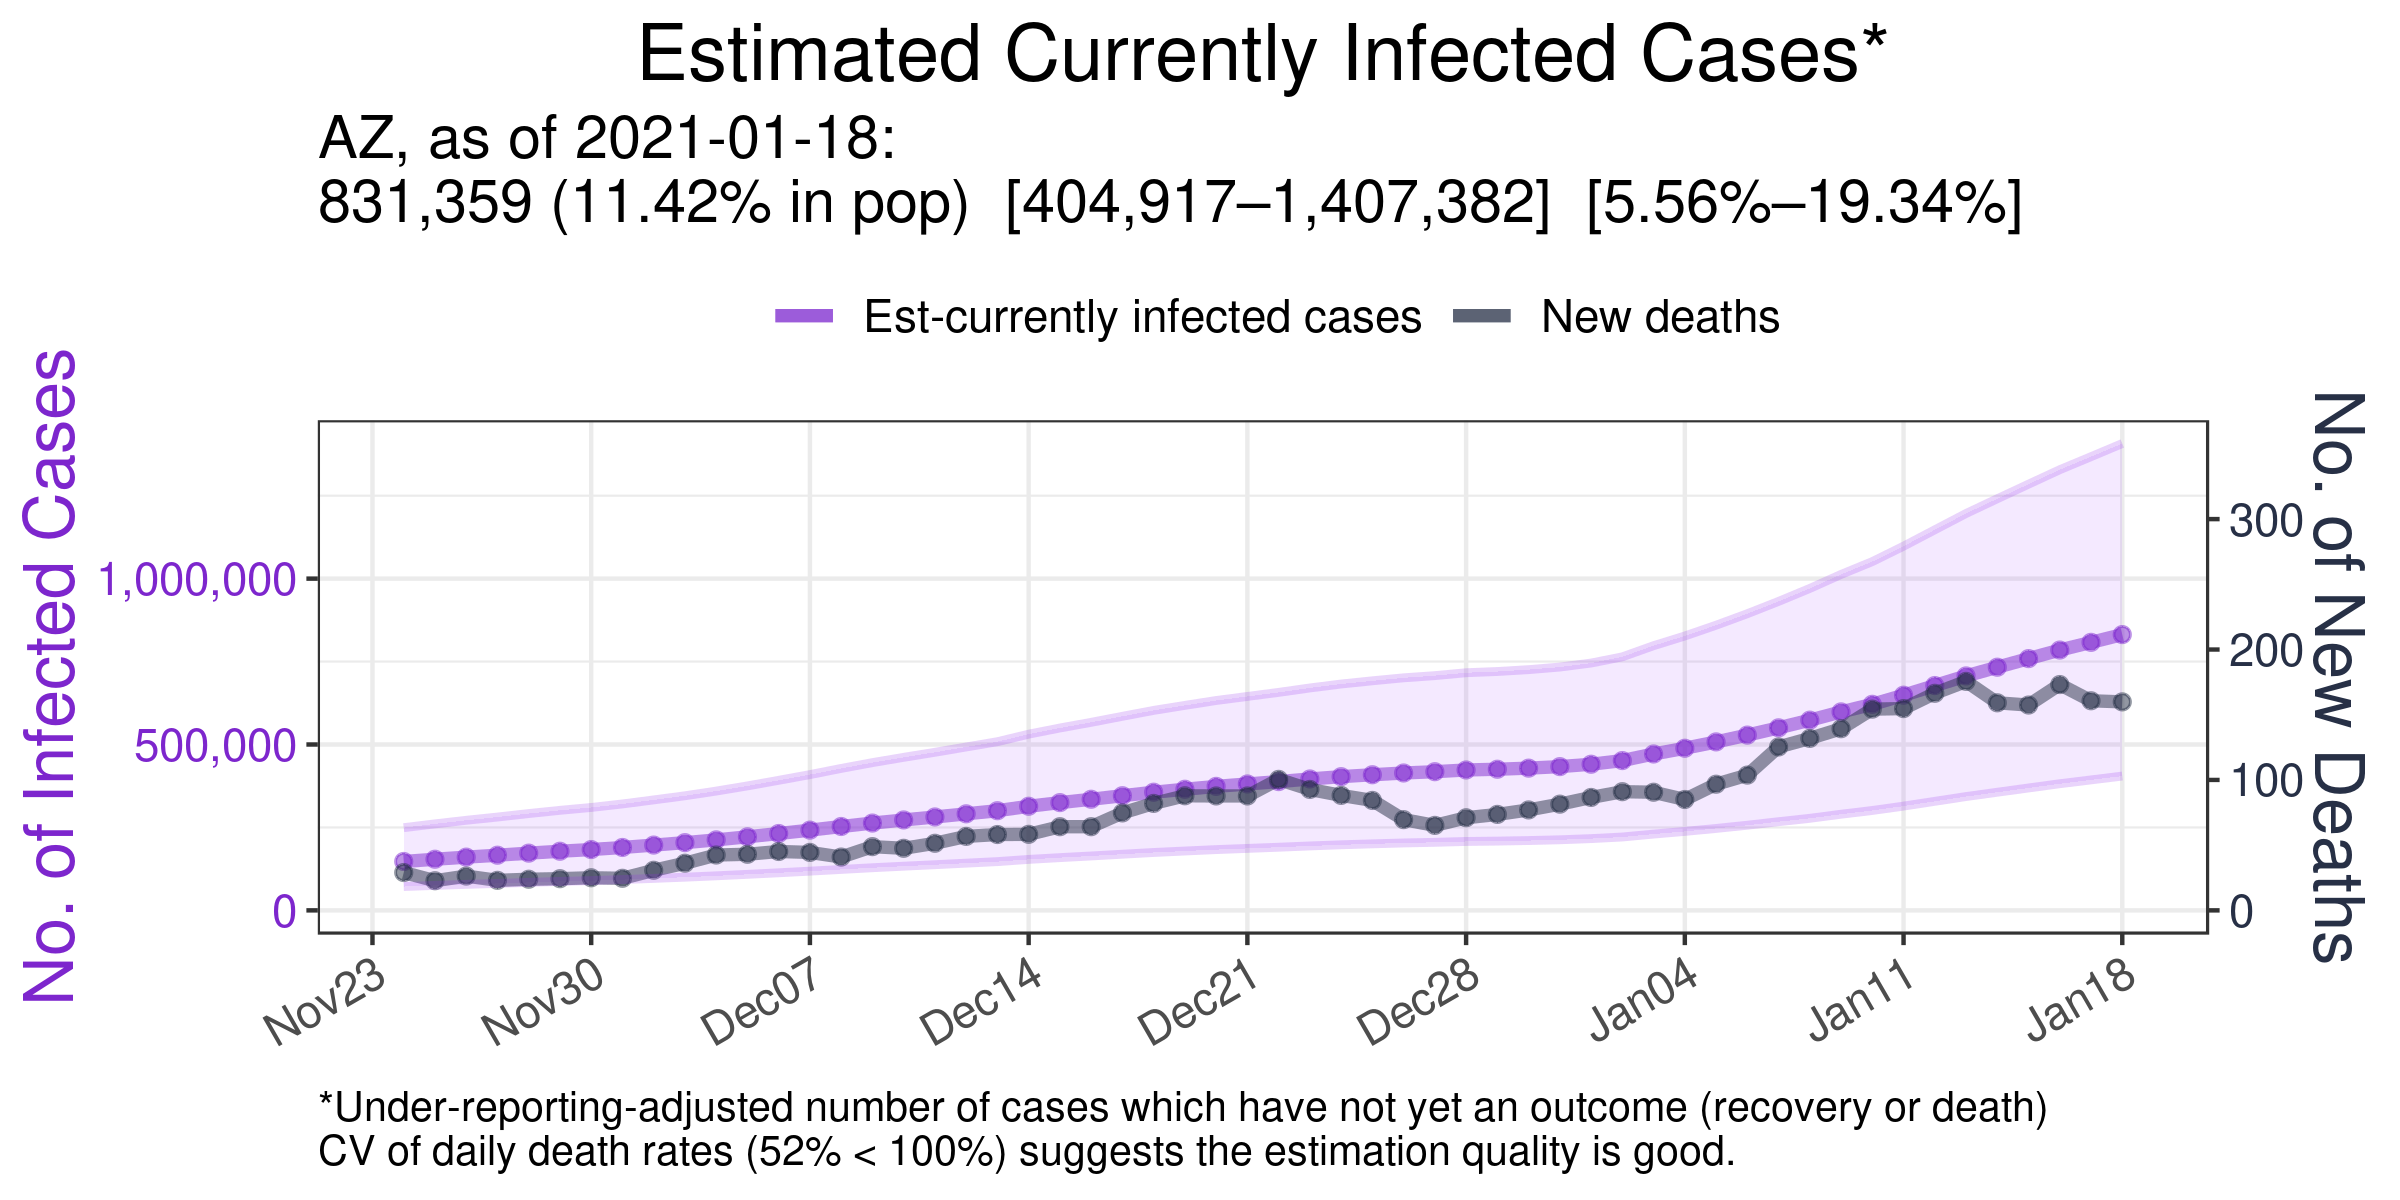 Estimated Currently Infected Cases*
AZ, as of 2021-01-18:
831,359 (11.42% in pop) [404,917–1,407,382] [5.56%–19.34%]
Est-currently infected cases New deaths
No. of Infected Cases
1,000,000
500,000
0
300
200
100
0
No. of New Deaths
Nov23 Nov30 Dec07 Dec14 Dec21 Dec28 Jan04 Jan11 Jan18
*Under-reporting-adjusted number of cases which have not yet an outcome (recovery or death)
CV of daily death rates (52% < 100%) suggests the estimation quality is good.